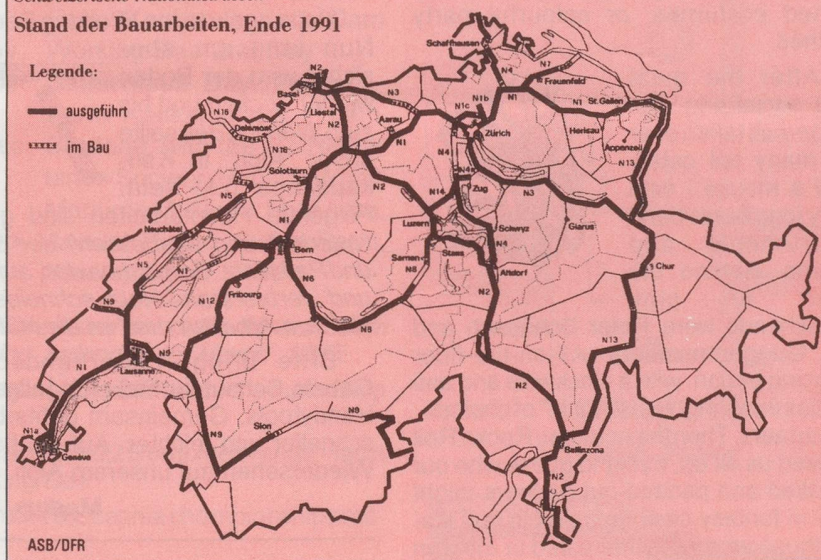 Stand der Bauarbeiten, Ende 1991
Legende:
ausgeführt
im Bau
Schaffhausen
N4
N7
Frauenfeld
N2
Basel
N3
N1c
N1b
N1
N1
St. Gallen
Liestal
N2
Aarau
N1
Zürich
Herisau
Appenzell
N16
Delémont
N16
N4
N13
Solothurn
N4a
Zug
N3
N5
N2
N14
Neuchâtel
N1
Luzern
Schwyz
Glarus
Bern
Sarnen
Stans
N4
N5
N1
N8
Altdorf
Chur
N6
N2
N9
N12
Fribourg
N8
N9
N13
N1
Lausanne
N2
Sion
N9
N9
N1a
Genève
Bellinzona
N2
ASB/DFR